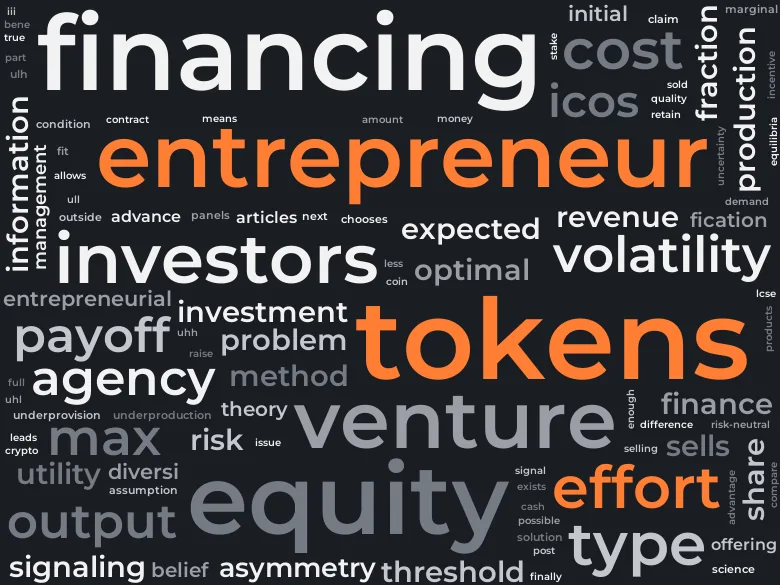 iii
bene
true
part
ulh
financing
initial
claim
marginal
stake
cost
fraction
production
incentive
icos
sold
quality
retain
information
condition
contract
means
amount
money
management
fit
allows
entrepreneur
uncertainty
equilibria
ull
outside
advance
panels
articles
next
chooses
expected
revenue
demand
fication
investors
less
coin
optimal
volatility
entrepreneurial
investment
tokens
lcse
products
payoff
uhh
problem
raise
full
agency
method
uhl
underprovision
underproduction
theory
venture
enough
finance
difference
risk-neutral
leads
crypto
max
risk
issue
selling
sells
share
compare
utility
diversi
assumption
equity
signal
exists
effort
advantage
cash
possible
output
solution
post
type
offering
signaling
belief
asymmetry
threshold
finally
science